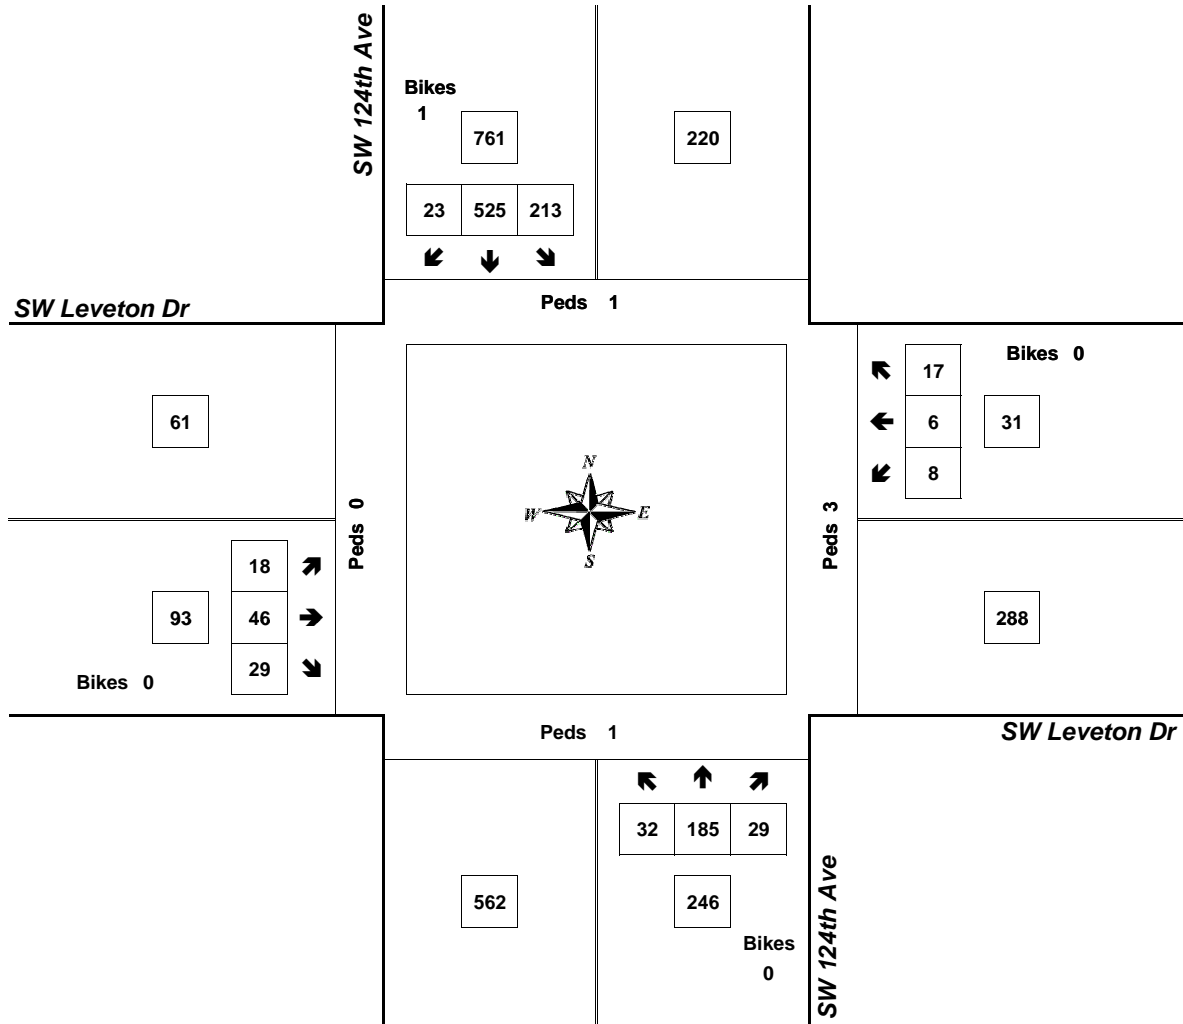 SW 124th Ave
Bikes
1
761
220
23 525 213
SW Leveton Dr
Peds 1
Bikes 0
17
61
6
31
8
N
W E
S
Peds 0
Peds 3
18
93
46
288
29
Bikes 0
Peds 1
SW Leveton Dr
32 185 29
562
246
Bikes
0
SW 124th Ave